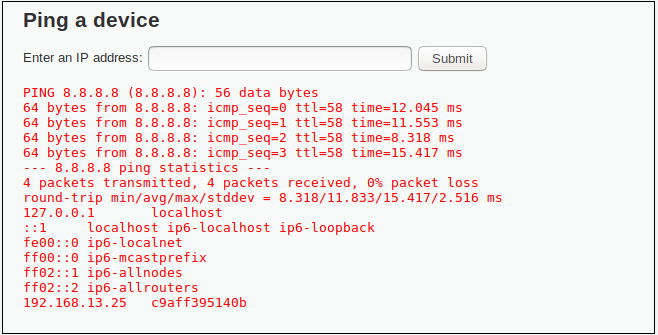 Ping a device
Enter an IP address:
Submit
PING 8.8.8.8 (8.8.8.8): 56 data bytes
64 bytes from 8.8.8.8: icmp_seq=0 ttl=58 time=12.045 ms
64 bytes from 8.8.8.8: icmp_seq=1 ttl=58 time=11.553 ms
64 bytes from 8.8.8.8: icmp_seq=2 ttl=58 time=8.318 ms
64 bytes from 8.8.8.8: icmp_seq=3 ttl=58 time=15.417 ms
--- 8.8.8.8 ping statistics ---
4 packets transmitted, 4 packets received, 0% packet loss
round-trip min/avg/max/stddev = 8.318/11.833/15.417/2.516 ms
127.0.0.1 localhost
::1 localhost ip6-localhost ip6-loopback
fe00::0 ip6-localnet
ff00::0 ip6-mcastprefix
ff02::1 ip6-allnodes
ff02::2 ip6-allrouters
192.168.13.25 c9aff395140b